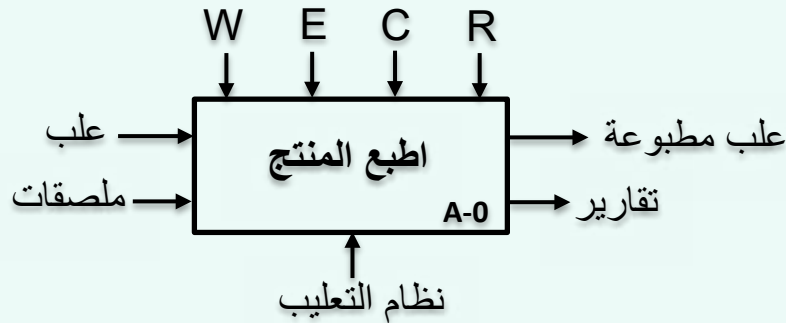 W E C R
علب
اطبع المنتج
علب مطبوعة
ملصقات
A-0
تقارير
نظام التعليب